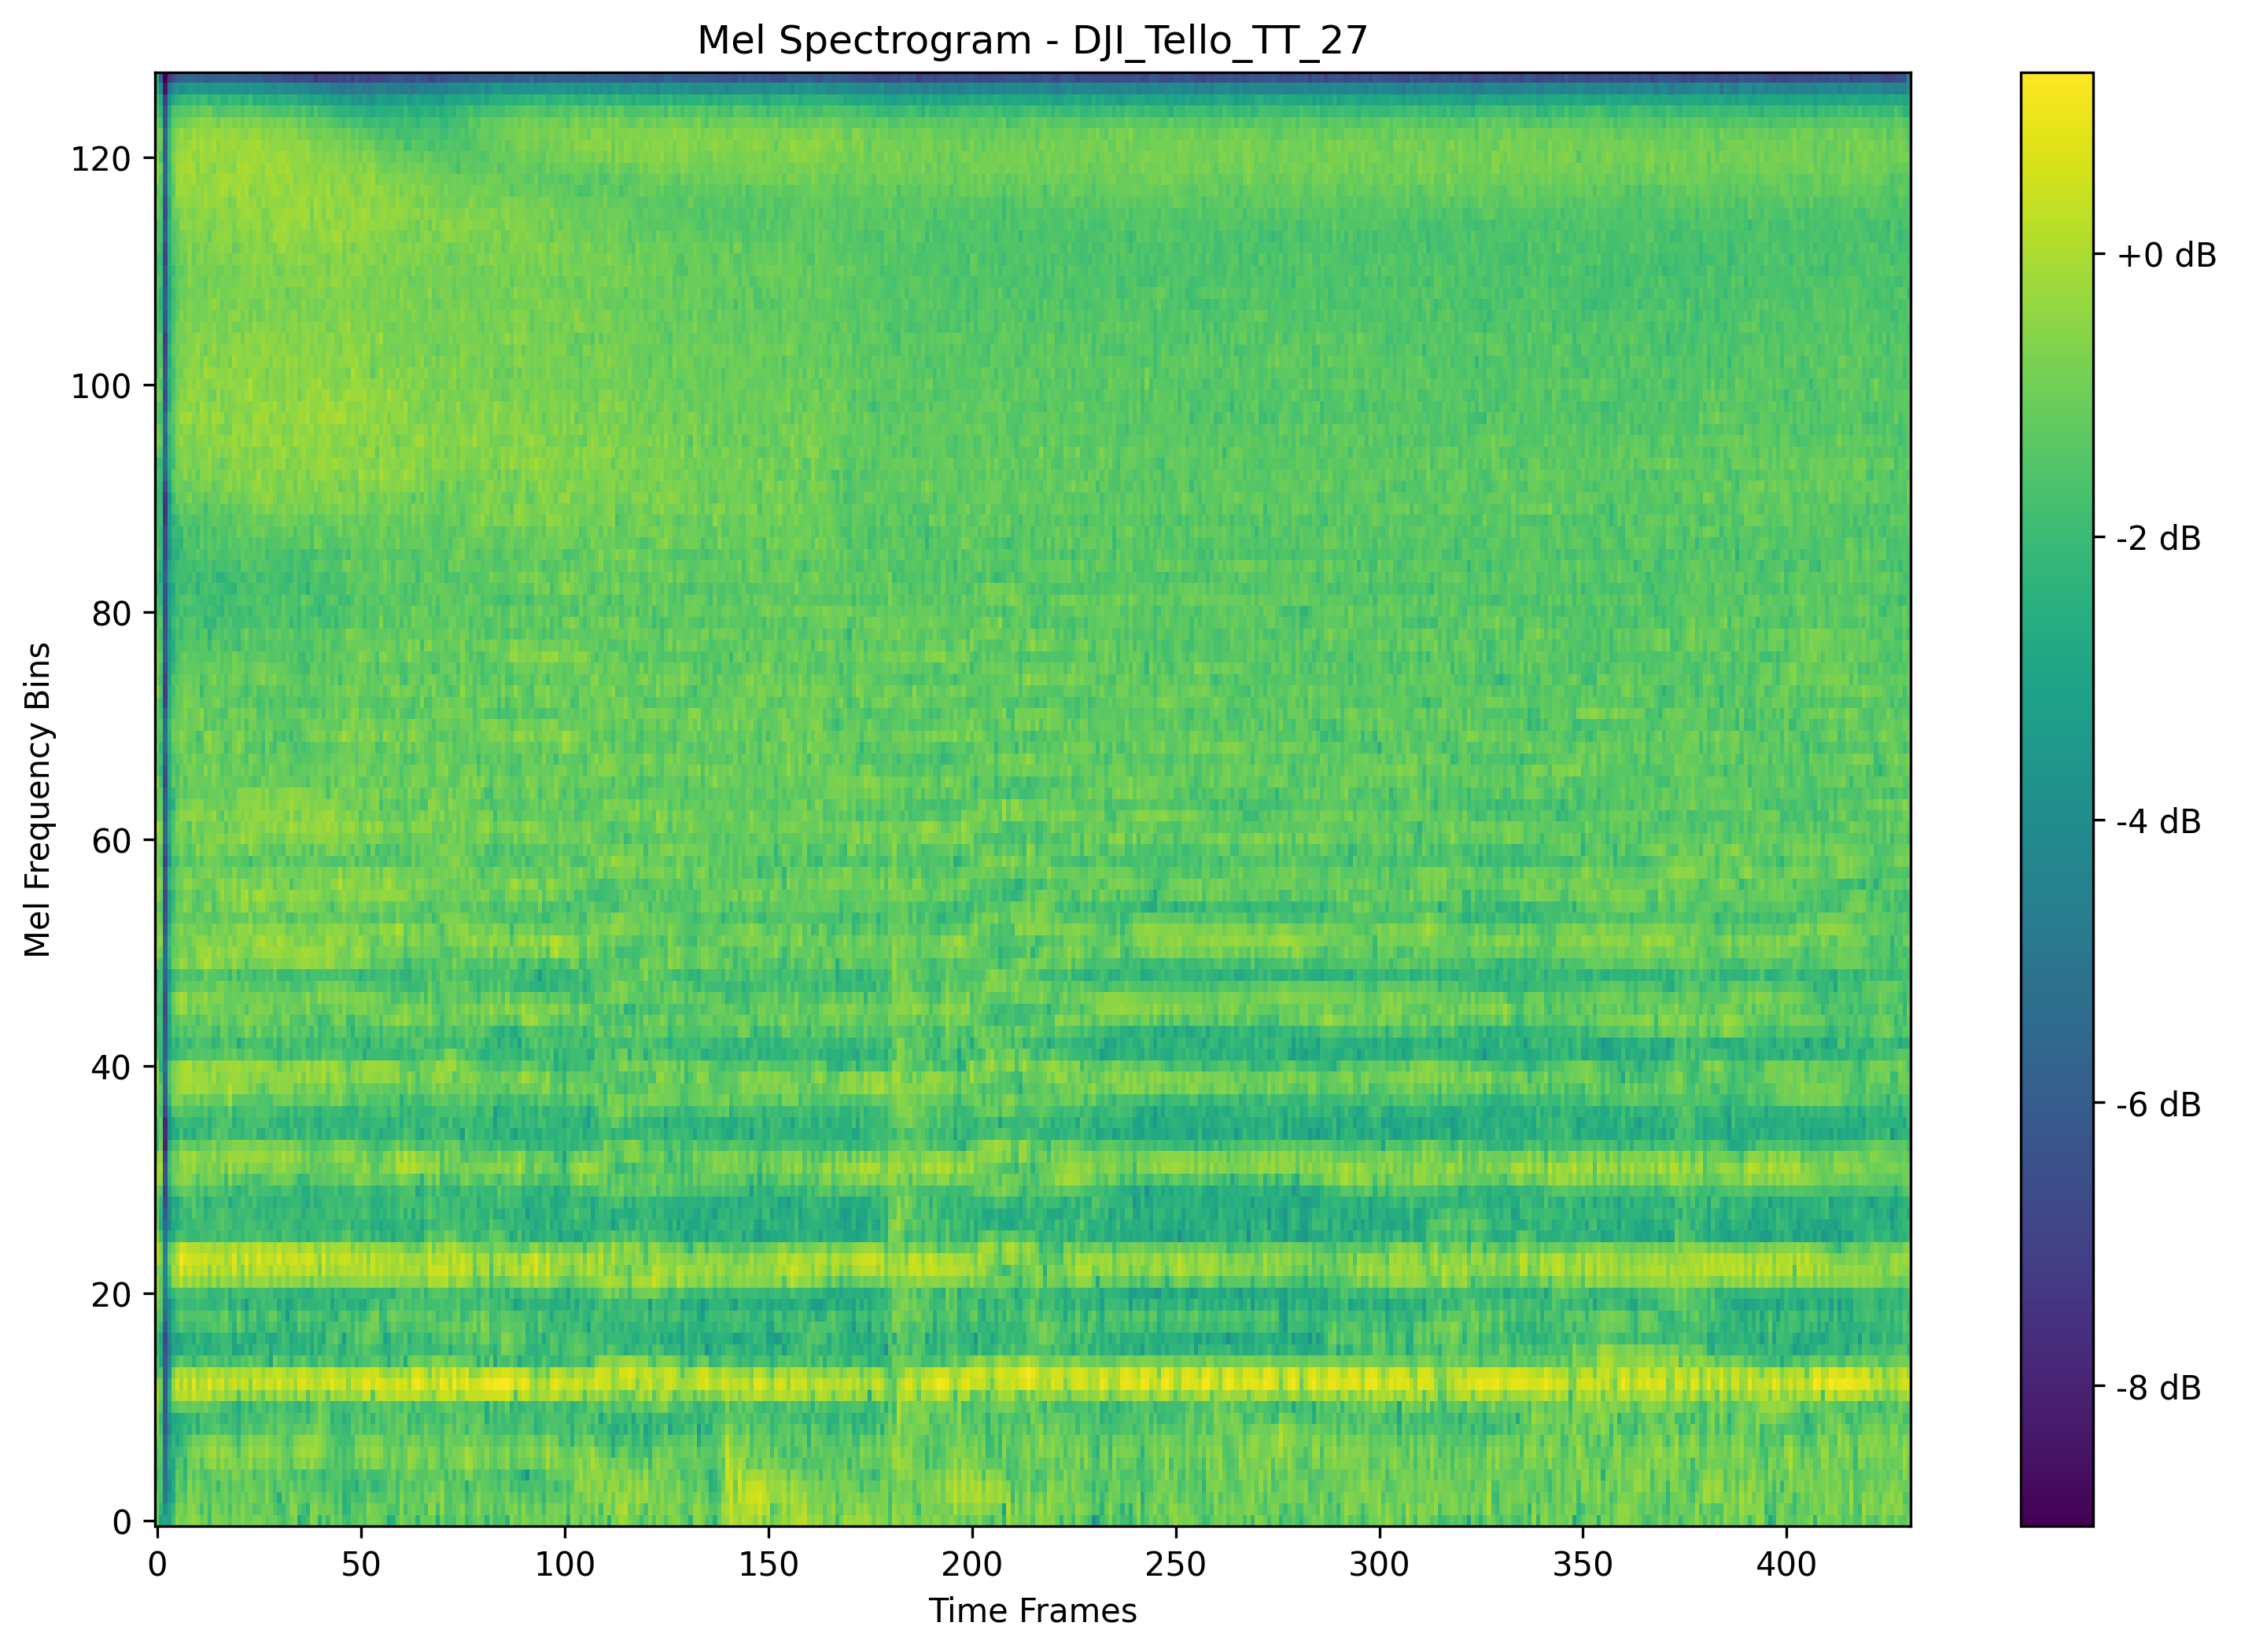 Mel Spectrogram - DJI_Tello_TT_27
Mel Frequency Bins
120
100
80
60
40
20
0
0 50 100 150 200 250 300 350 400
Time Frames
+0 dB
-2 dB
-4 dB
-6 dB
-8 dB